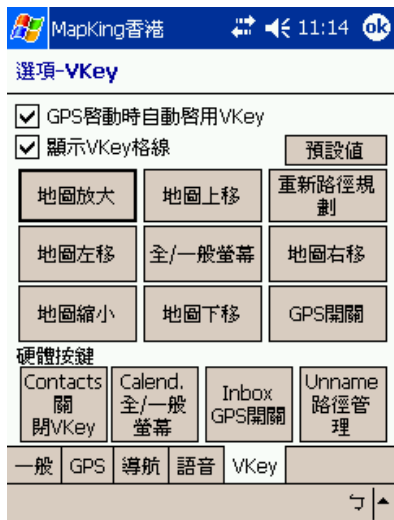 MapKing香港 11:14 ok
選項-VKey
GPS啓動時自動啓用VKey
顯示VKey格線
預設值
地圖放大 地圖上移 重新路徑規
劃
地圖左移 全/一般螢幕 地圖右移
地圖縮小 地圖下移 GPS開關
硬體按鍵
Contacts
關
閉VKey
Calend.
全/一般
螢幕
Inbox
GPS開關
Unname
路徑管
理
一般 GPS 導航 語音 VKey
ㄅ